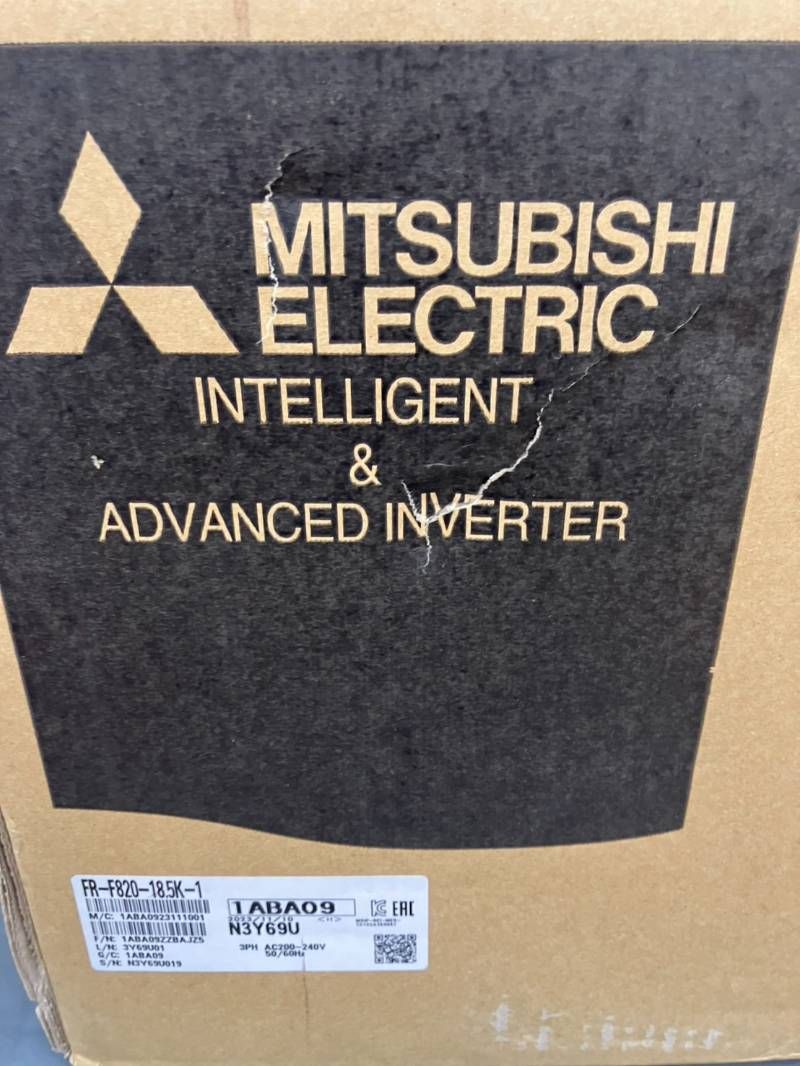 MITSUBISHI
ELECTRIC
INTELLIGENT
&
ADVANCED INVERTER
FR-F820-18.5K-1
1ABA09
EAC
M/C: 1ABA0923111001
2023/11/10 <H>
N3Y69U
F/N: 1ABA09ZZBAJZ5
L/N: 3Y69U01
G/C: 1ABA09
S/N: N3Y69U019
3PH AC200-240V
50/60Hz